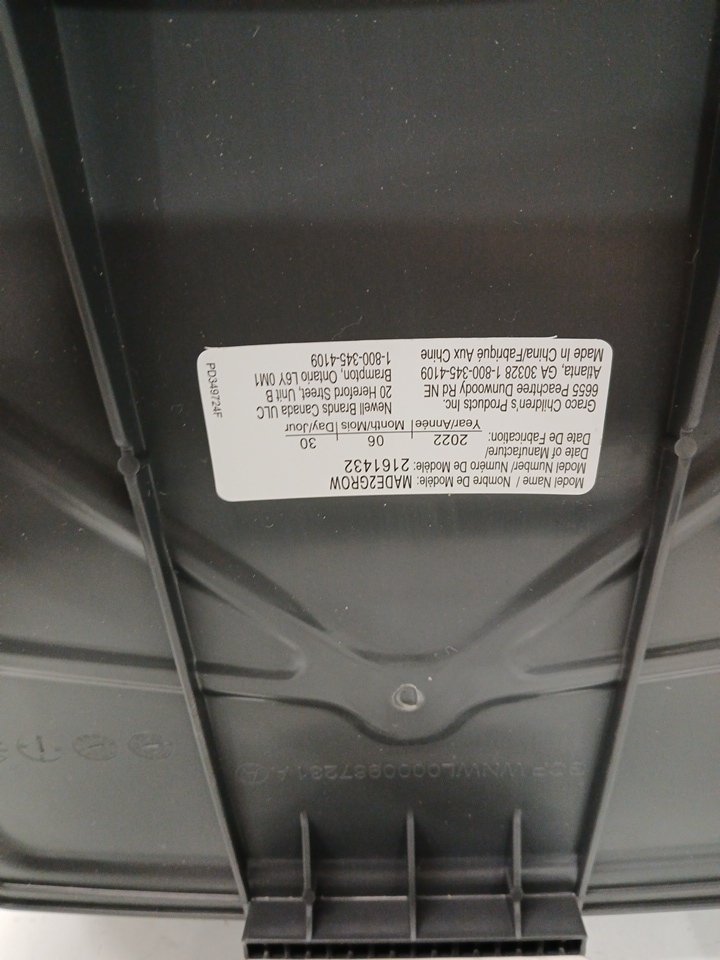 Model Name / Nombre De Modèle: MADE2GROW
Model Number/ Numéro De Modèle: 2161432
Date of Manufacture/
Date De Fabrication:
2022 | 06 | 30
Year/Année | Month/Mois | Day/Jour
Graco Children's Products Inc.
6655 Peachtree Dunwoody Rd NE
Atlanta, GA, 30328 1-800-345-4109
Made In China/Fabriqué Aux Chine
Newell Brands Canada ULC
20 Hereford Street, Unit B
Brampton, Ontario L6Y 0M1
1-800-345-4109
PD349724F